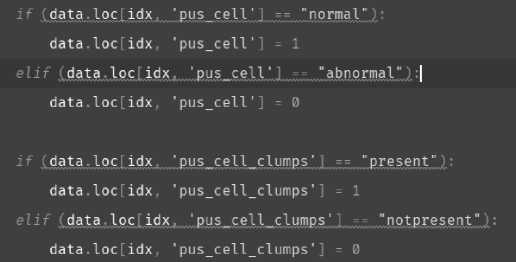 if (data.loc[idx, 'pus_cell'] == "normal"):
    data.loc[idx, 'pus_cell'] = 1
elif (data.loc[idx, 'pus_cell'] == "abnormal"):
    data.loc[idx, 'pus_cell'] = 0

if (data.loc[idx, 'pus_cell_clumps'] == "present"):
    data.loc[idx, 'pus_cell_clumps'] = 1
elif (data.loc[idx, 'pus_cell_clumps'] == "notpresent"):
    data.loc[idx, 'pus_cell_clumps'] = 0